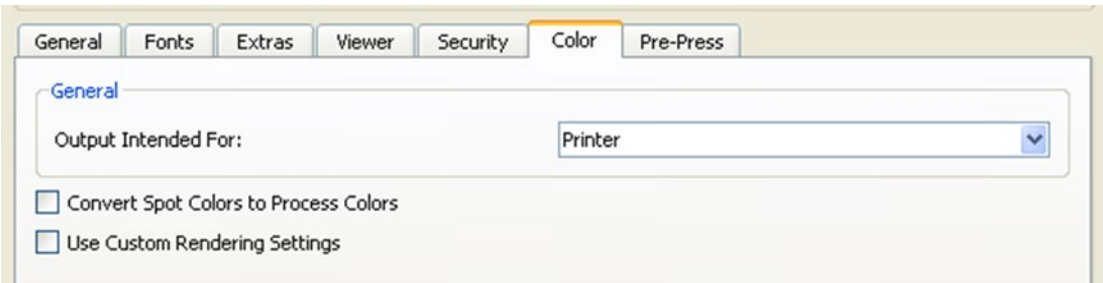 General Fonts Extras Viewer Security Color Pre-Press
General
Output Intended For: Printer
Convert Spot Colors to Process Colors
Use Custom Rendering Settings